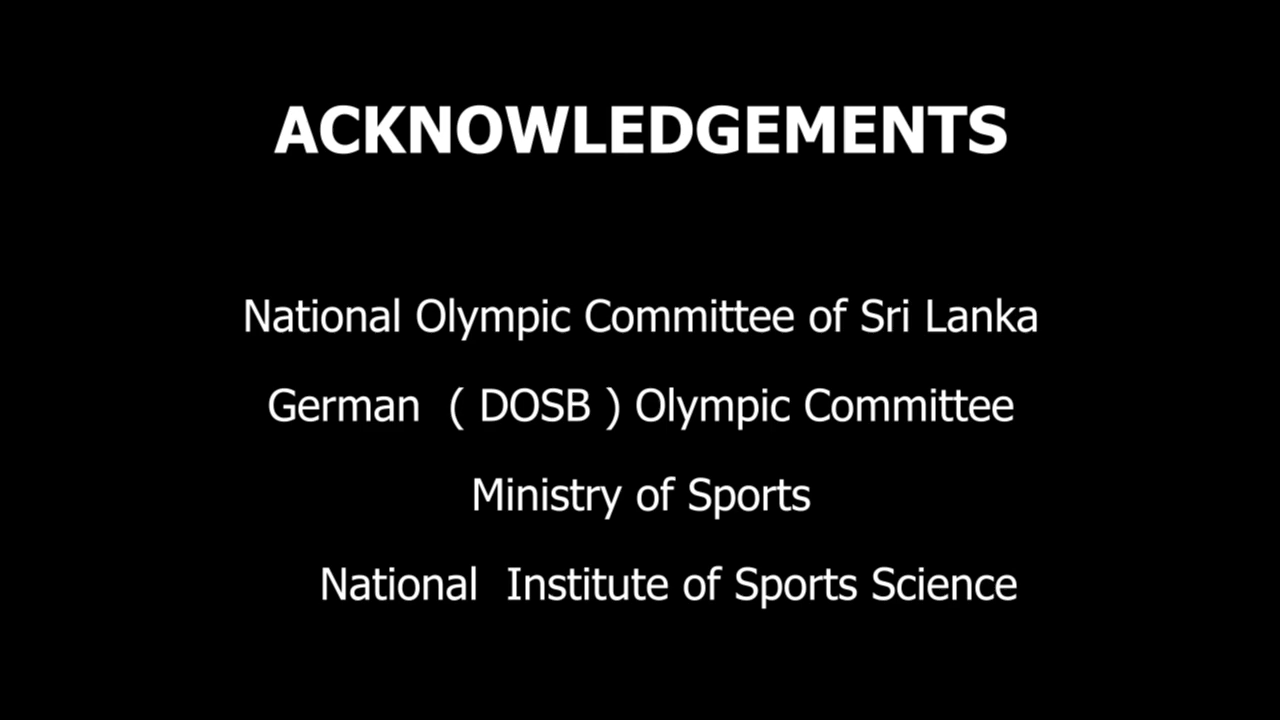 ACKNOWLEDGEMENTS
National Olympic Committee of Sri Lanka
German  ( DOSB ) Olympic Committee
Ministry of Sports
National  Institute of Sports Science